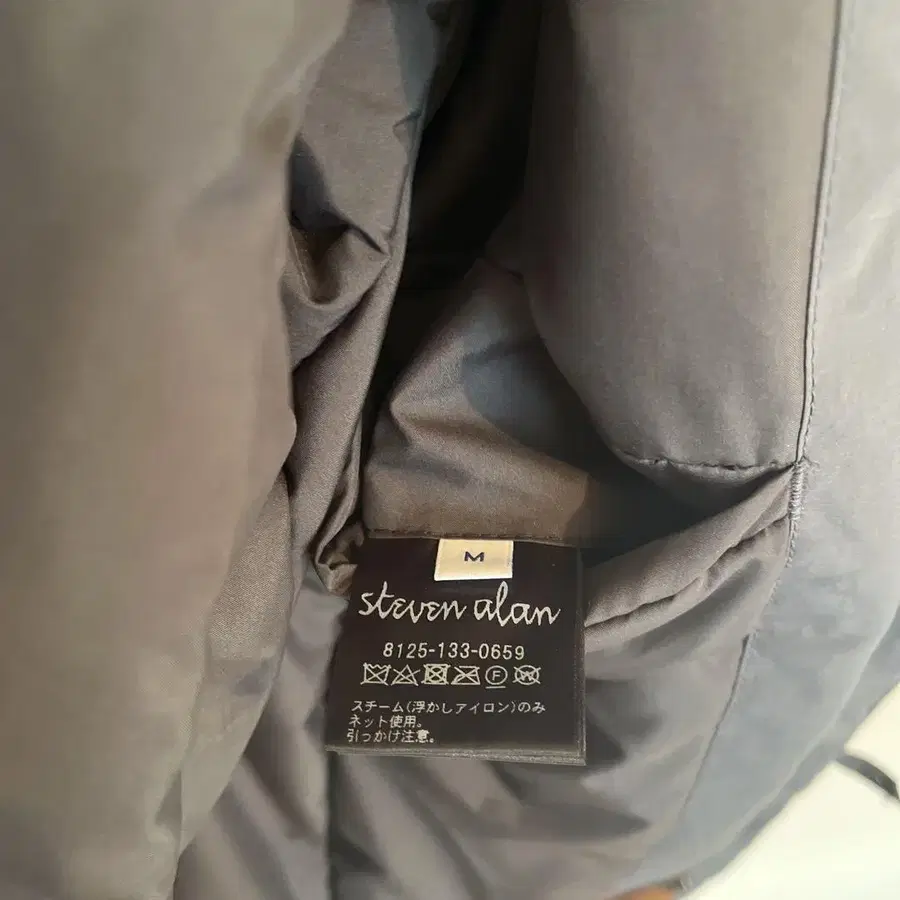 M
steven alan
8125-133-0659
F W
スチーム(浮かしアイロン)のみ
ネット使用。
引っかけ注意。